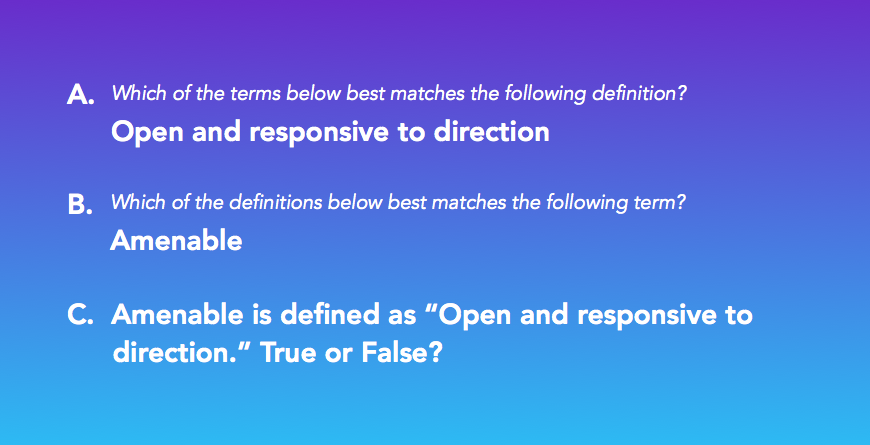 A. Which of the terms below best matches the following definition?
Open and responsive to direction
B. Which of the definitions below best matches the following term?
Amenable
C. Amenable is defined as “Open and responsive to
direction.” True or False?